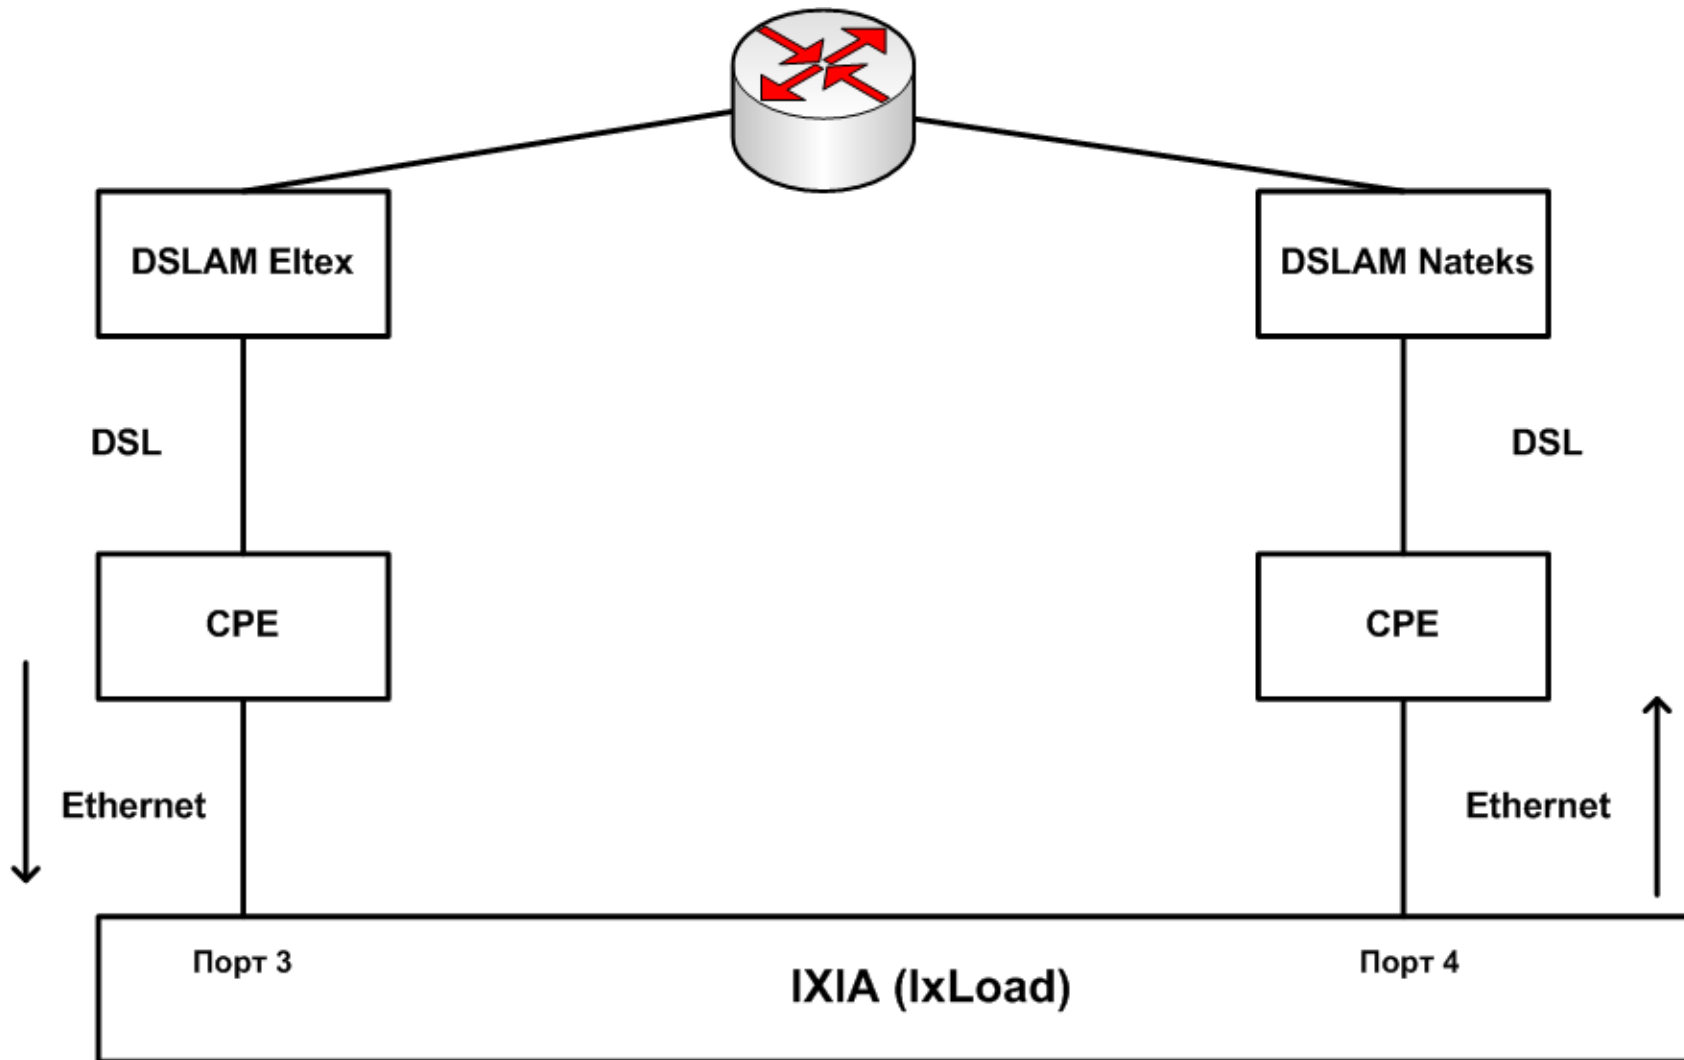 DSLAM Eltex
DSLAM Nateks
DSL
DSL
CPE
CPE
Ethernet
Ethernet
Порт 3
Порт 4
IXIA (IxLoad)